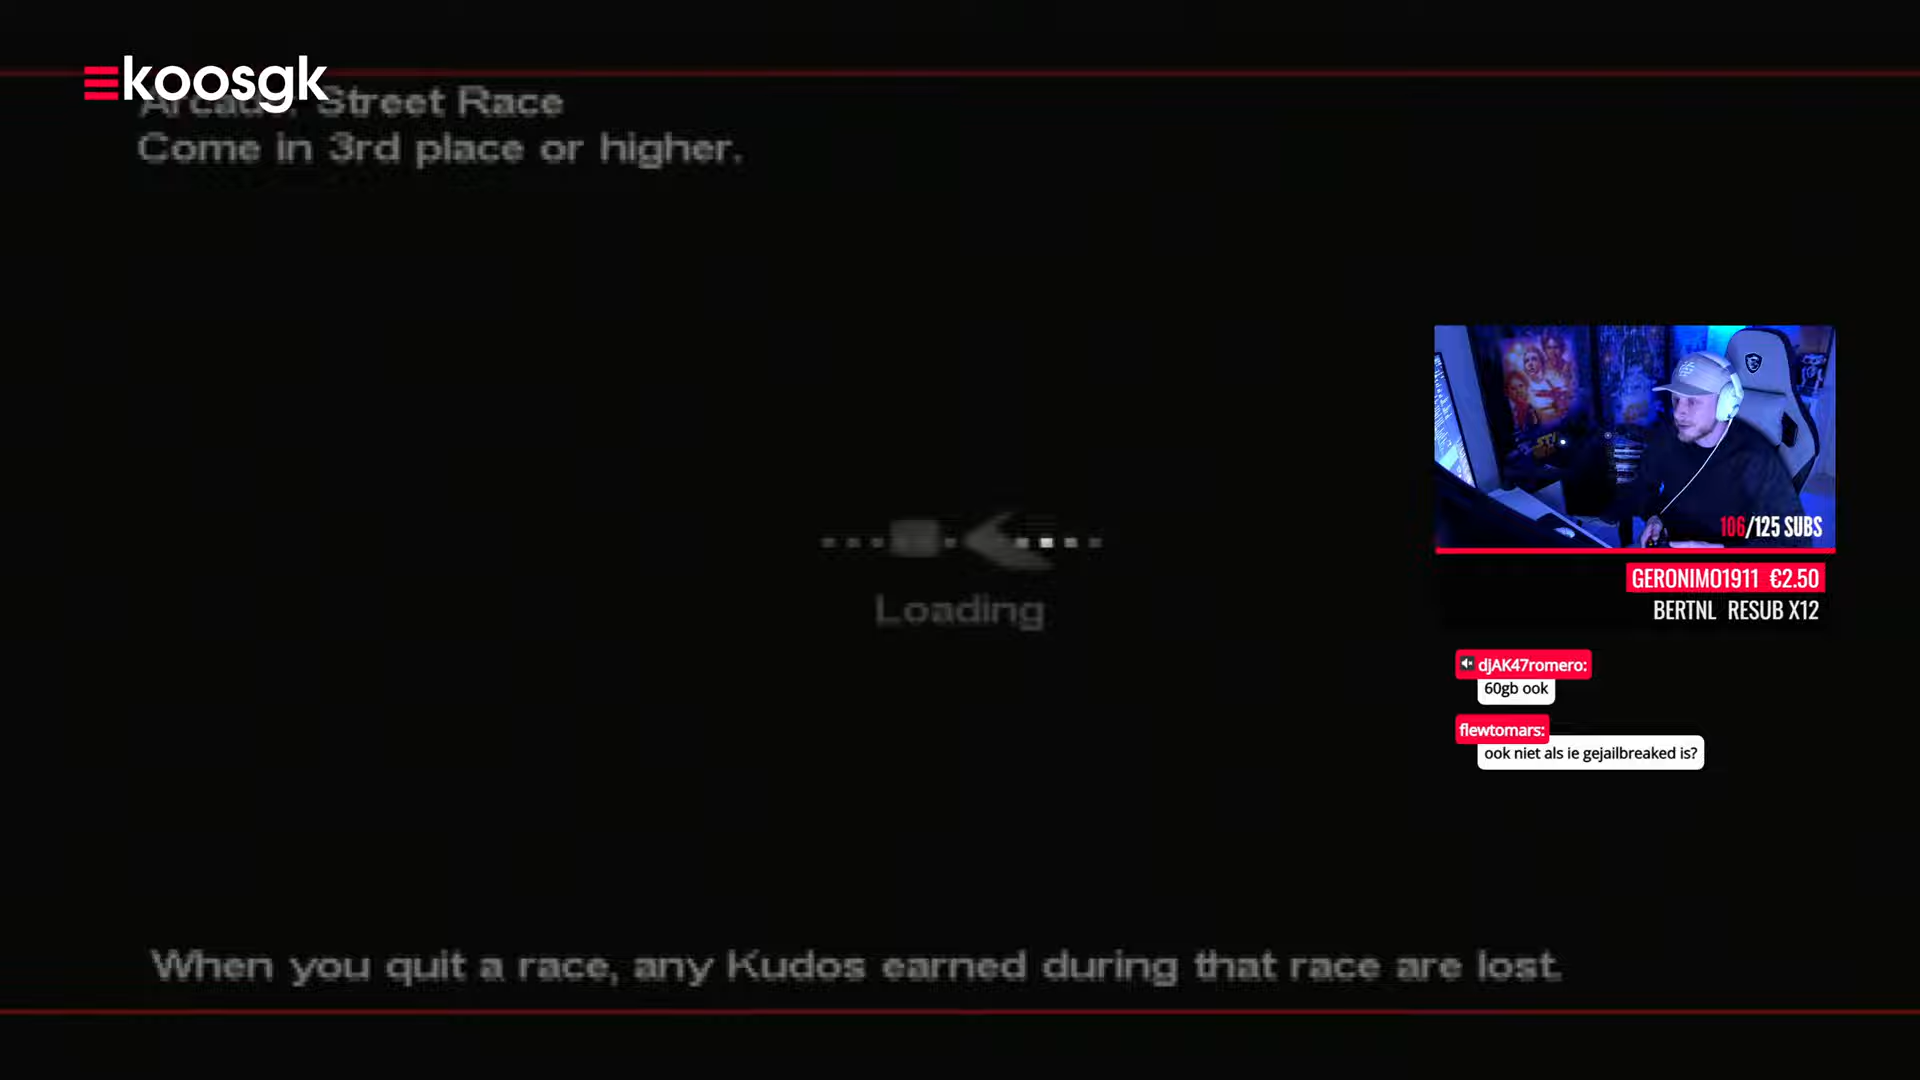 koosgk
Arcade: Street Race
Come in 3rd place or higher.
106/125 SUBS
Loading
GERONIMO1911 €2.50
BERTNL RESUB X12
djAK47romero:
60gb ook
flewtomars:
ook niet als ie gejailbreaked is?
When you quit a race, any Kudos earned during that race are lost.